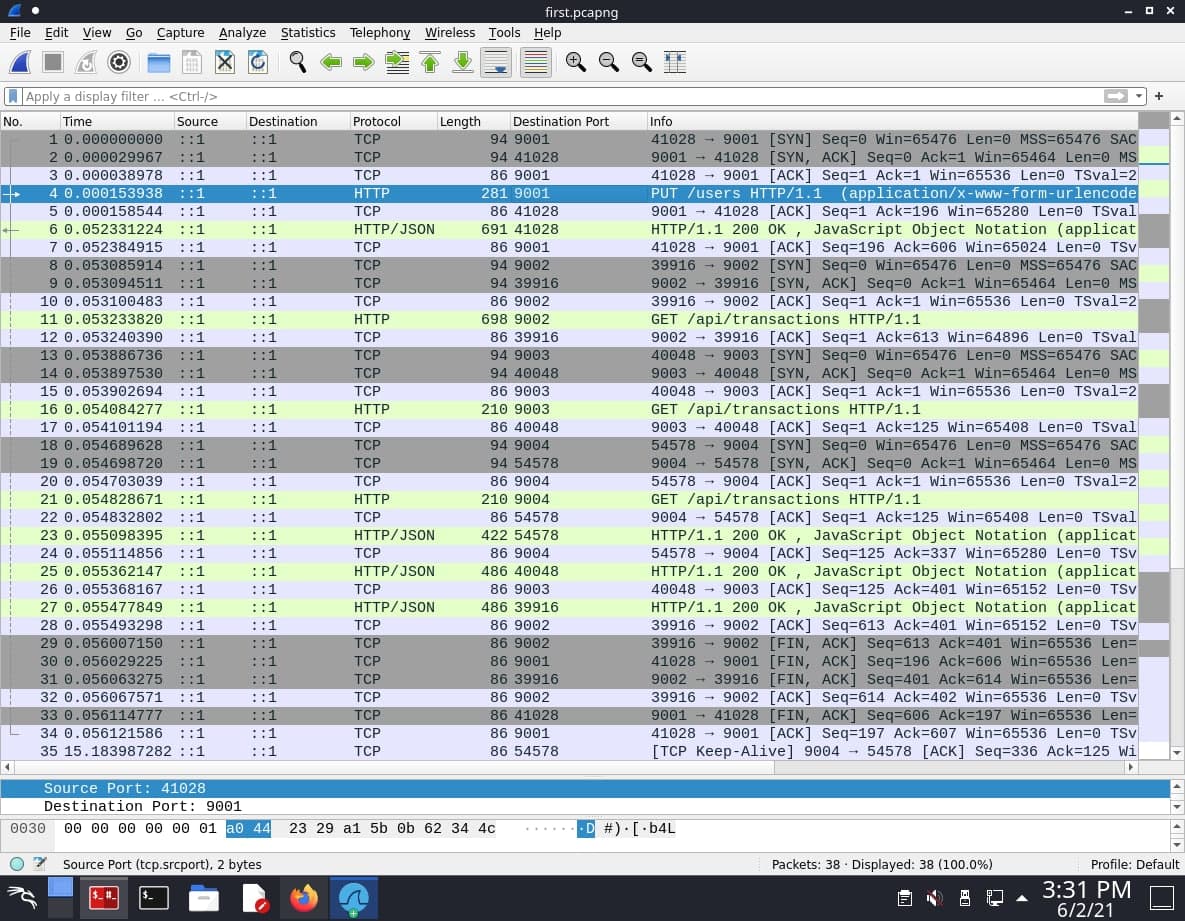 first.pcapng
File Edit View Go Capture Analyze Statistics Telephony Wireless Tools Help
Apply a display filter ... <Ctrl-/>
No. Time Source Destination Protocol Length Destination Port Info
1 0.000000000 ::1 ::1 TCP 94 9001 41028 → 9001 [SYN] Seq=0 Win=65476 Len=0 MSS=65476 SAC
2 0.000029967 ::1 ::1 TCP 94 41028 9001 → 41028 [SYN, ACK] Seq=0 Ack=1 Win=65464 Len=0 MS
3 0.000038978 ::1 ::1 TCP 86 9001 41028 → 9001 [ACK] Seq=1 Ack=1 Win=65536 Len=0 TSval=2
4 0.000153938 ::1 ::1 HTTP 281 9001 PUT /users HTTP/1.1 (application/x-www-form-urlencode
5 0.000158544 ::1 ::1 TCP 86 41028 9001 → 41028 [ACK] Seq=1 Ack=196 Win=65280 Len=0 TSval
6 0.052331224 ::1 ::1 HTTP/JSON 691 41028 HTTP/1.1 200 OK , JavaScript Object Notation (applicat
7 0.052384915 ::1 ::1 TCP 86 9001 41028 → 9001 [ACK] Seq=196 Ack=606 Win=65024 Len=0 TSv
8 0.053085914 ::1 ::1 TCP 94 9002 39916 → 9002 [SYN] Seq=0 Win=65476 Len=0 MSS=65476 SAC
9 0.053094511 ::1 ::1 TCP 94 39916 9002 → 39916 [SYN, ACK] Seq=0 Ack=1 Win=65464 Len=0 MS
10 0.053100483 ::1 ::1 TCP 86 9002 39916 → 9002 [ACK] Seq=1 Ack=1 Win=65536 Len=0 TSval=2
11 0.053233820 ::1 ::1 HTTP 698 9002 GET /api/transactions HTTP/1.1
12 0.053240390 ::1 ::1 TCP 86 39916 9002 → 39916 [ACK] Seq=1 Ack=613 Win=64896 Len=0 TSval
13 0.053886736 ::1 ::1 TCP 94 9003 40048 → 9003 [SYN] Seq=0 Win=65476 Len=0 MSS=65476 SAC
14 0.053897530 ::1 ::1 TCP 94 40048 9003 → 40048 [SYN, ACK] Seq=0 Ack=1 Win=65464 Len=0 MS
15 0.053902694 ::1 ::1 TCP 86 9003 40048 → 9003 [ACK] Seq=1 Ack=1 Win=65536 Len=0 TSval=2
16 0.054084277 ::1 ::1 HTTP 210 9003 GET /api/transactions HTTP/1.1
17 0.054101194 ::1 ::1 TCP 86 40048 9003 → 40048 [ACK] Seq=1 Ack=125 Win=65408 Len=0 TSval
18 0.054689628 ::1 ::1 TCP 94 9004 54578 → 9004 [SYN] Seq=0 Win=65476 Len=0 MSS=65476 SAC
19 0.054698720 ::1 ::1 TCP 94 54578 9004 → 54578 [SYN, ACK] Seq=0 Ack=1 Win=65464 Len=0 MS
20 0.054703039 ::1 ::1 TCP 86 9004 54578 → 9004 [ACK] Seq=1 Ack=1 Win=65536 Len=0 TSval=2
21 0.054828671 ::1 ::1 HTTP 210 9004 GET /api/transactions HTTP/1.1
22 0.054832802 ::1 ::1 TCP 86 54578 9004 → 54578 [ACK] Seq=1 Ack=125 Win=65408 Len=0 TSval
23 0.055098395 ::1 ::1 HTTP/JSON 422 54578 HTTP/1.1 200 OK , JavaScript Object Notation (applicat
24 0.055114856 ::1 ::1 TCP 86 9004 54578 → 9004 [ACK] Seq=125 Ack=337 Win=65280 Len=0 TSv
25 0.055362147 ::1 ::1 HTTP/JSON 486 40048 HTTP/1.1 200 OK , JavaScript Object Notation (applicat
26 0.055368167 ::1 ::1 TCP 86 9003 40048 → 9003 [ACK] Seq=125 Ack=401 Win=65152 Len=0 TSv
27 0.055477849 ::1 ::1 HTTP/JSON 486 39916 HTTP/1.1 200 OK , JavaScript Object Notation (applicat
28 0.055493298 ::1 ::1 TCP 86 9002 39916 → 9002 [ACK] Seq=613 Ack=401 Win=65152 Len=0 TSv
29 0.056007150 ::1 ::1 TCP 86 9002 39916 → 9002 [FIN, ACK] Seq=613 Ack=401 Win=65536 Len=
30 0.056029225 ::1 ::1 TCP 86 9001 41028 → 9001 [FIN, ACK] Seq=196 Ack=606 Win=65536 Len=
31 0.056063275 ::1 ::1 TCP 86 39916 9002 → 39916 [FIN, ACK] Seq=401 Ack=614 Win=65536 Len=
32 0.056067571 ::1 ::1 TCP 86 9002 39916 → 9002 [ACK] Seq=614 Ack=402 Win=65536 Len=0 TSv
33 0.056114777 ::1 ::1 TCP 86 41028 9001 → 41028 [FIN, ACK] Seq=606 Ack=197 Win=65536 Len=
34 0.056121586 ::1 ::1 TCP 86 9001 41028 → 9001 [ACK] Seq=197 Ack=607 Win=65536 Len=0 TSv
35 15.183987282 ::1 ::1 TCP 86 54578 [TCP Keep-Alive] 9004 → 54578 [ACK] Seq=336 Ack=125 Wi
Source Port: 41028
Destination Port: 9001
0030 00 00 00 00 00 01 a0 44 23 29 a1 5b 0b 62 34 4c ·······D #)·[·b4L
Source Port (tcp.srcport), 2 bytes Packets: 38 · Displayed: 38 (100.0%) Profile: Default
3:31 PM
6/2/21